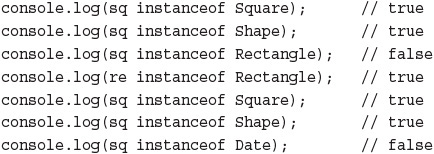 console.log(sq instanceof Square);      // true
console.log(sq instanceof Shape);       // true
console.log(sq instanceof Rectangle);   // false
console.log(re instanceof Rectangle);   // true
console.log(sq instanceof Square);      // true
console.log(sq instanceof Shape);       // true
console.log(sq instanceof Date);        // false